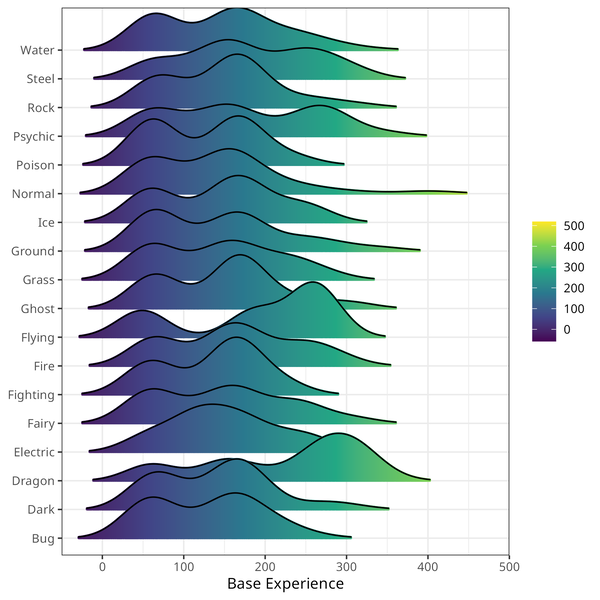 Water
Steel
Rock
Psychic
Poison
Normal
Ice
Ground
Grass
Ghost
Flying
Fire
Fighting
Fairy
Electric
Dragon
Dark
Bug
0 100 200 300 400 500
Base Experience
500
400
300
200
100
0